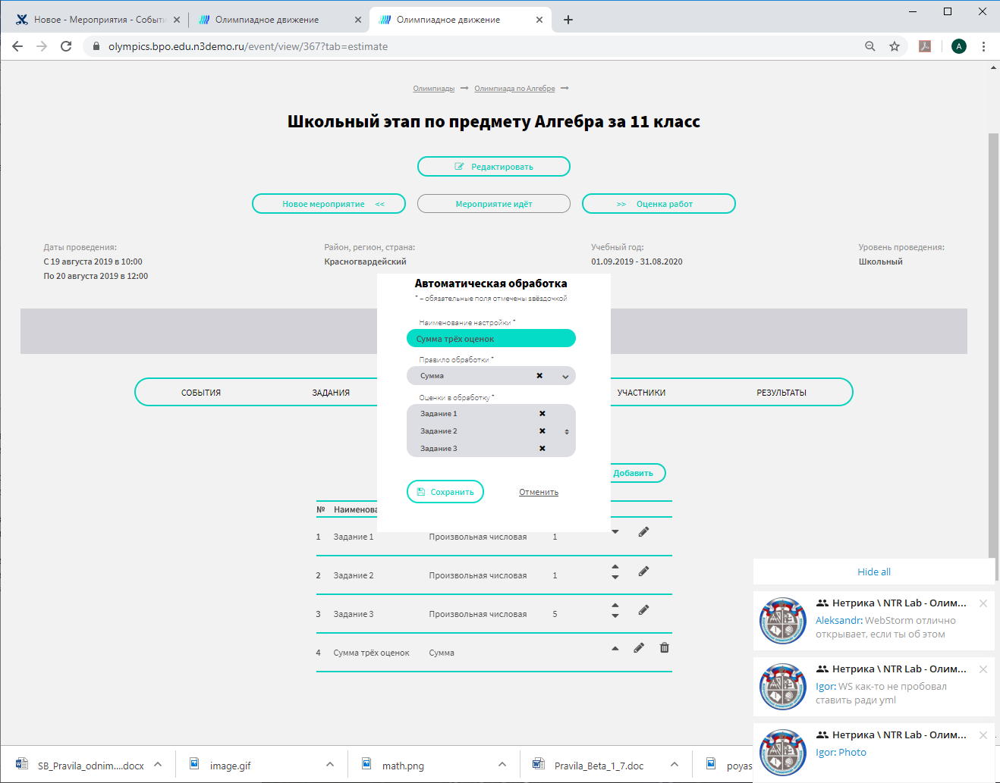 Новое - Мероприятия - Событи
Олимпиадное движение
Олимпиадное движение
olympics.bpo.edu.n3demo.ru/event/view/367?tab=estimate
A
Олимпиады → Олимпиада по Алгебре →
Школьный этап по предмету Алгебра за 11 класс
Редактировать
Новое мероприятие <<
Мероприятие идёт
>> Оценка работ
Даты проведения:
С 19 августа 2019 в 10:00
По 20 августа 2019 в 12:00
Район, регион, страна:
Красногвардейский
Учебный год:
01.09.2019 - 31.08.2020
Уровень проведения:
Школьный
Автоматическая обработка
* – обязательные поля отмечены звёздочкой
Наименование настройки *
Сумма трёх оценок
Правило обработки *
Сумма
Оценки в обработку *
Задание 1
Задание 2
Задание 3
Сохранить
Отменить
СОБЫТИЯ
ЗАДАНИЯ
УЧАСТНИКИ
РЕЗУЛЬТАТЫ
Добавить
№ Наименова
1 Задание 1 Произвольная числовая 1
2 Задание 2 Произвольная числовая 1
3 Задание 3 Произвольная числовая 5
4 Сумма трёх оценок Сумма
Hide all
Нетрика \ NTR Lab - Олим...
Aleksandr: WebStorm отлично
открывает, если ты об этом
Нетрика \ NTR Lab - Олим...
Igor: WS как-то не пробовал
ставить ради yml
Нетрика \ NTR Lab - Олим...
Igor: Photo
SB_Pravila_odnim....docx
image.gif
math.png
Pravila_Beta_1_7.doc
poyas